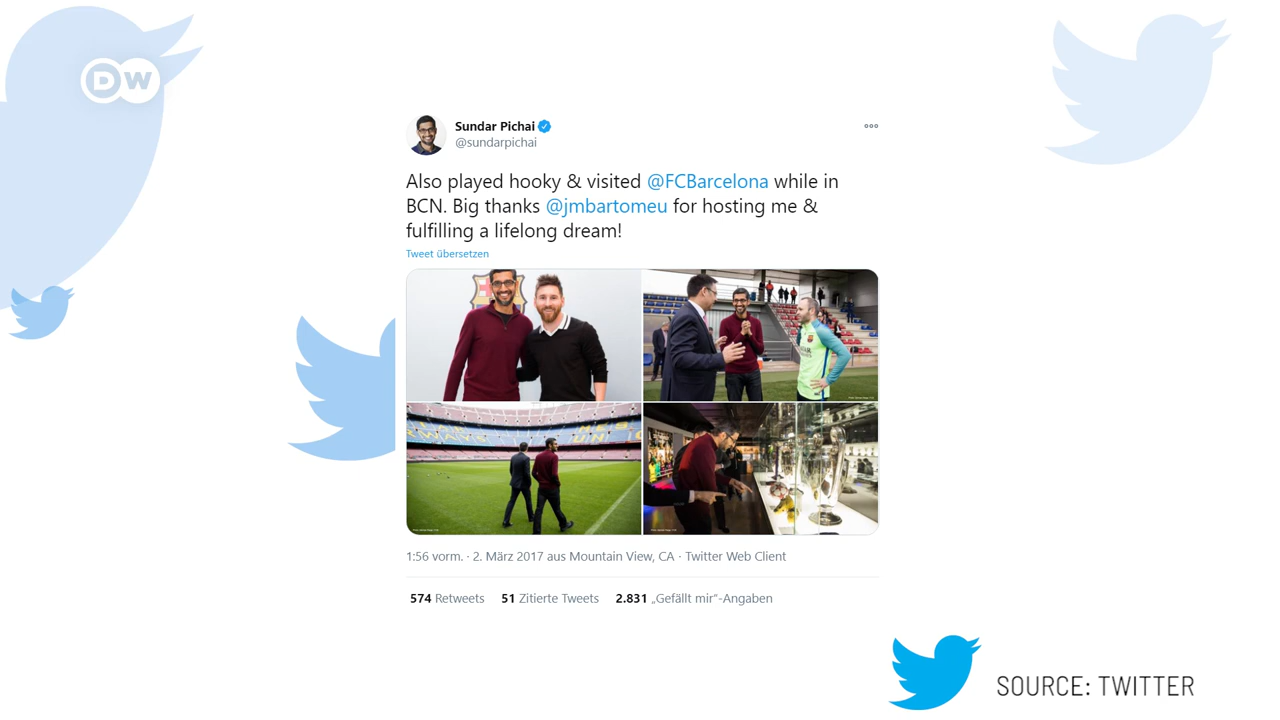 DW
Sundar Pichai
@sundarpichai
Also played hooky & visited @FCBarcelona while in
BCN. Big thanks @jmbartomeu for hosting me &
fulfilling a lifelong dream!
Tweet übersetzen
1:56 vorm. · 2. März 2017 aus Mountain View, CA · Twitter Web Client
574 Retweets 51 Zitierte Tweets 2.831 „Gefällt mir“-Angaben
SOURCE: TWITTER